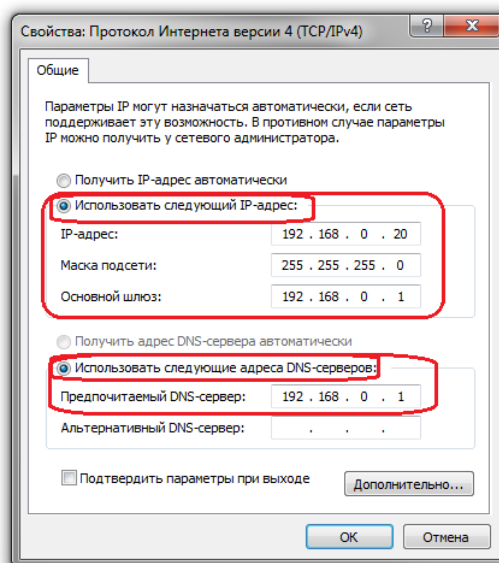 Свойства: Протокол Интернета версии 4 (TCP/IPv4)
Общие
Параметры IP могут назначаться автоматически, если сеть
поддерживает эту возможность. В противном случае параметры
IP можно получить у сетевого администратора.
Получить IP-адрес автоматически
Использовать следующий IP-адрес:
IP-адрес: 192 . 168 . 0 . 20
Маска подсети: 255 . 255 . 255 . 0
Основной шлюз: 192 . 168 . 0 . 1
Получить адрес DNS-сервера автоматически
Использовать следующие адреса DNS-серверов:
Предпочитаемый DNS-сервер: 192 . 168 . 0 . 1
Альтернативный DNS-сервер: . . .
Подтвердить параметры при выходе
Дополнительно...
ОК Отмена